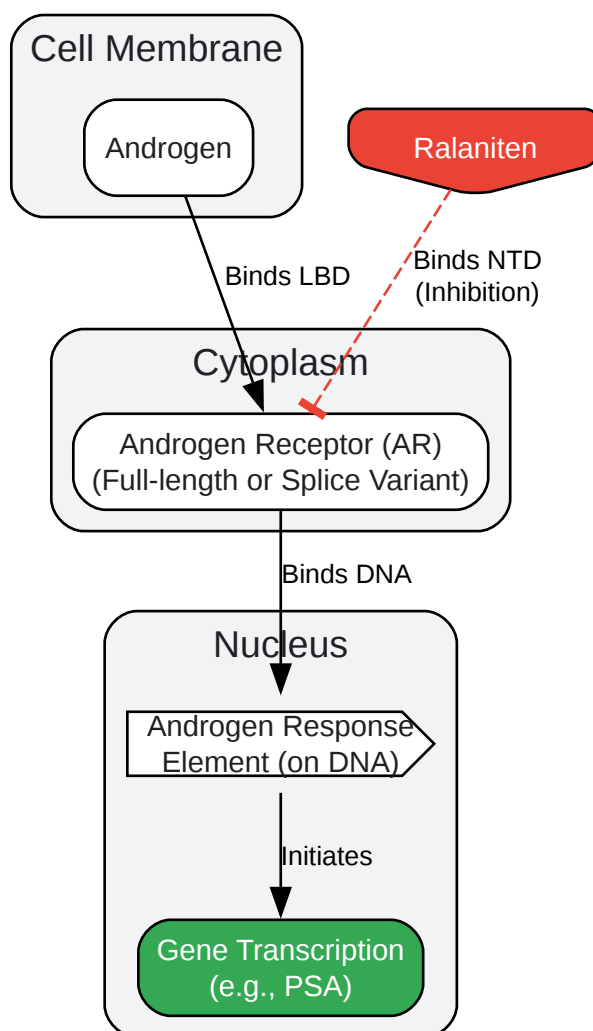 Cell Membrane
Androgen
Ralaniten
Binds LBD
Binds NTD
(Inhibition)
Cytoplasm
Androgen Receptor (AR)
(Full-length or Splice Variant)
Binds DNA
Nucleus
Androgen Response
Element (on DNA)
Initiates
Gene Transcription
(e.g., PSA)